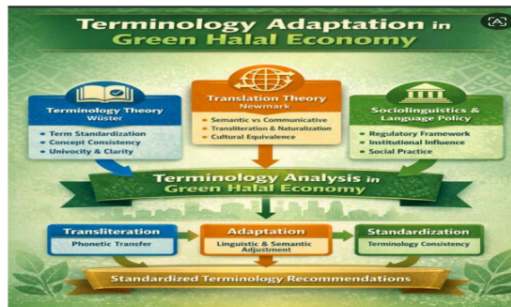 Terminology Adaptation in
Green Halal Economy
Terminology Theory
Wüster
• Term Standardization
• Concept Consistency
• Univocity & Clarity
Translation Theory
Newmark
• Semantic vs Communicative
• Transliteration & Naturalization
• Cultural Equivalence
Sociolinguistics &
Language Policy
• Regulatory Framework
• Institutional Influence
• Social Practice
Terminology Analysis in
Green Halal Economy
Transliteration
Phonetic Transfer
Adaptation
Linguistic & Semantic
Adjustment
Standardization
Terminology Consistency
Standardized Terminology Recommendations